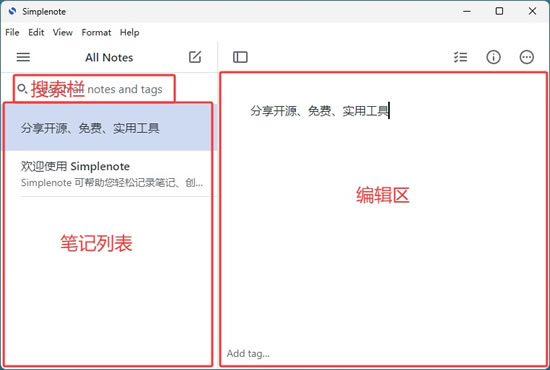 Simplenote
File Edit View Format Help
All Notes
搜索栏
Search all notes and tags
分享开源、免费、实用工具
欢迎使用 Simplenote
Simplenote 可帮助您轻松记录笔记、创...
笔记列表
分享开源、免费、实用工具
编辑区
Add tag...